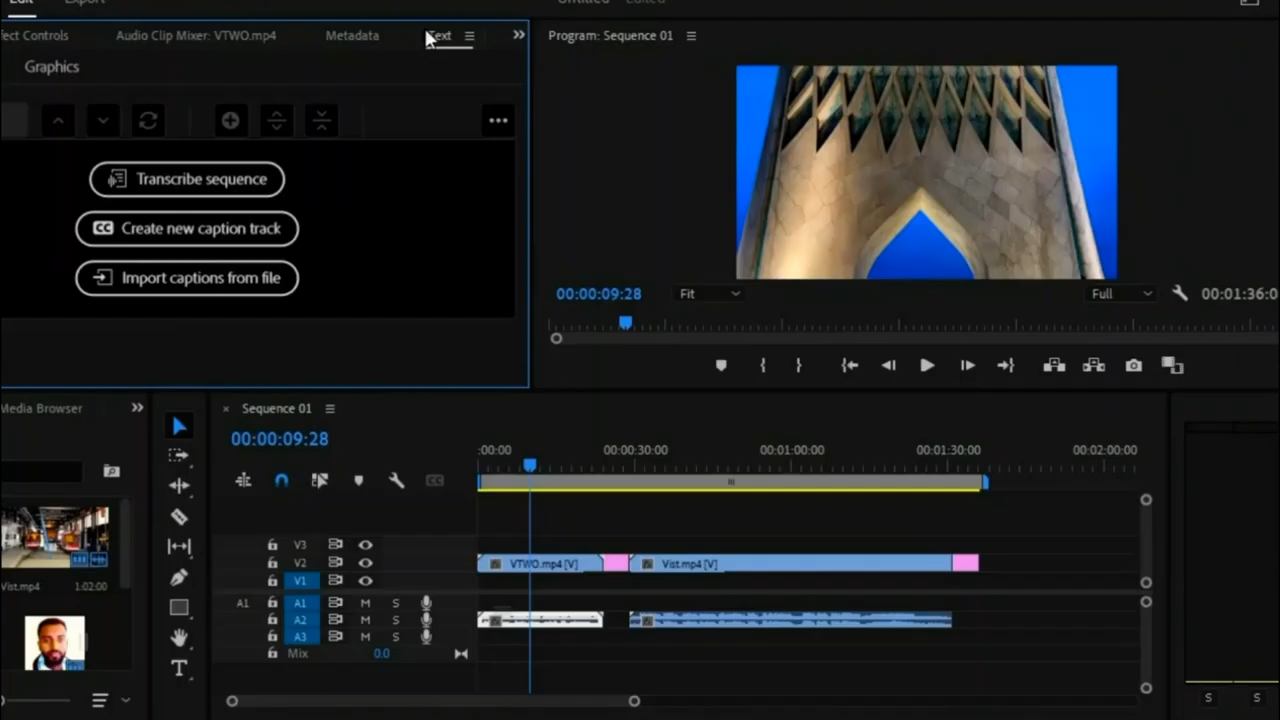 Edit Export Untitled Edited
ect Controls Audio Clip Mixer: VTWO.mp4 Metadata Text
Program: Sequence 01
Graphics
Transcribe sequence
CC Create new caption track
Import captions from file
00:00:09:28 Fit Full 00:01:36:0
Media Browser
Sequence 01
00:00:09:28
:00:00 00:00:30:00 00:01:00:00 00:01:30:00 00:02:00:00
CC
Vist.mp4 1:02:00
V3
V2 VTWO.mp4 [V] Vist.mp4 [V]
V1
A1 A1 M S
A2 M S
A3 M S
Mix 0.0
T
S S